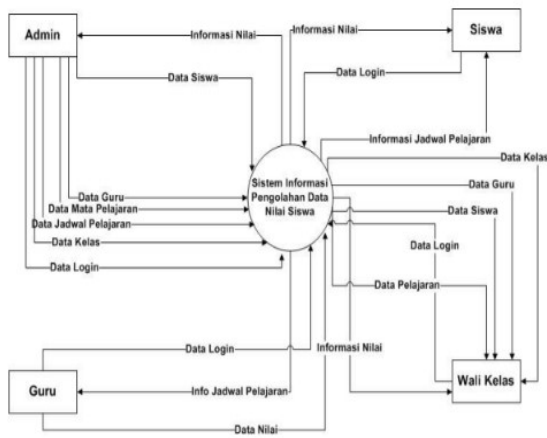 Admin
Informasi Nilai
Informasi Nilai
Siswa
Data Siswa
Data Login
Informasi Jadwal Pelajaran
Data Kelas
Sistem Informasi
Pengolahan Data
Nilai Siswa
Data Guru
Data Guru
Data Mata Pelajaran
Data Siswa
Data Jadwal Pelajaran
Data Kelas
Data Login
Data Login
Data Pelajaran
Data Login
Informasi Nilai
Guru
Info Jadwal Pelajaran
Wali Kelas
Data Nilai